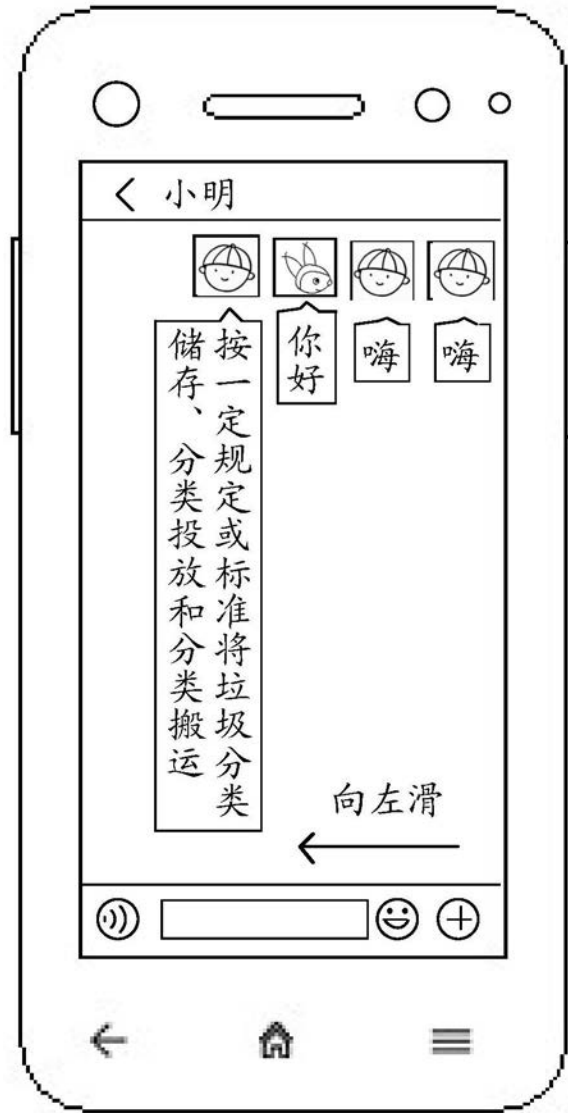 小明
嗨
嗨
你好
按一定规定或标准将垃圾分类
储存、分类投放和分类搬运
向左滑